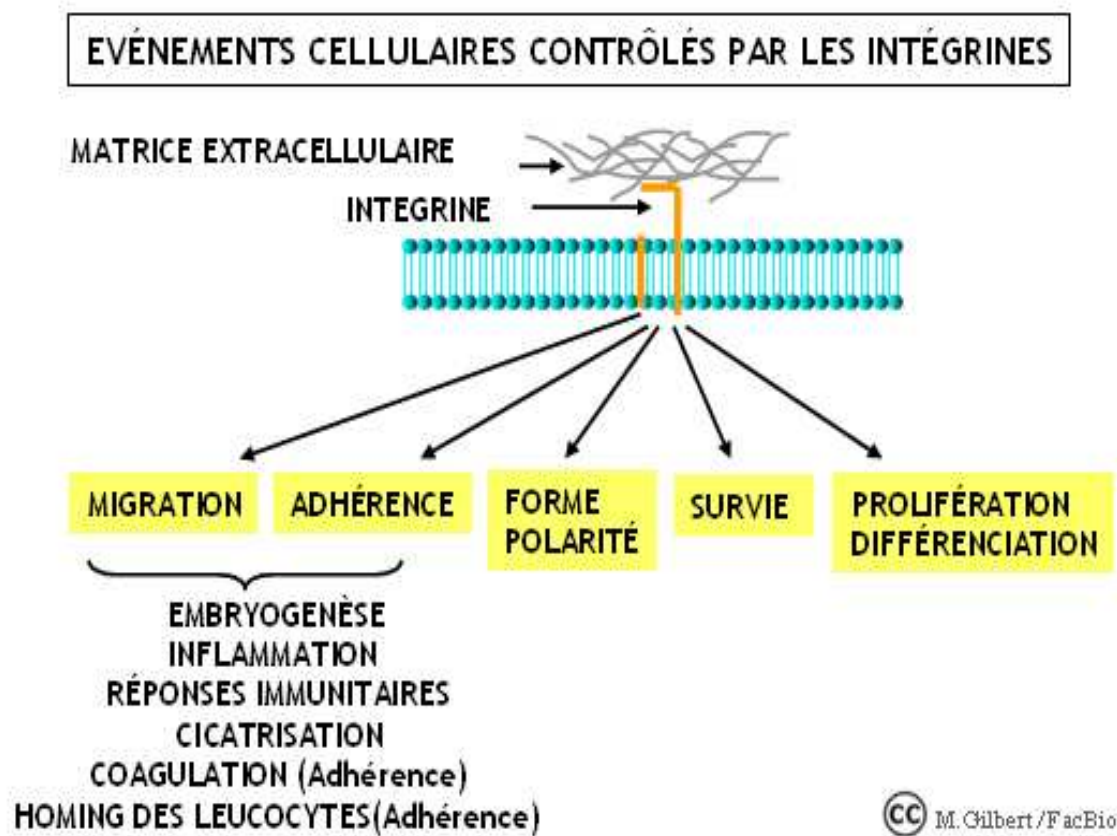 EVÉNEMENTS CELLULAIRES CONTRÔLÉS PAR LES INTÉGRINES
MATRICE EXTRACELLULAIRE
INTEGRINE
MIGRATION
ADHÉRENCE
FORME
POLARITÉ
SURVIE
PROLIFÉRATION
DIFFÉRENCIATION
EMBRYOGENÈSE
INFLAMMATION
RÉPONSES IMMUNITAIRES
CICATRISATION
COAGULATION (Adhérence)
HOMING DES LEUCOCYTES(Adhérence)
CC M.Gilbert/FacBio